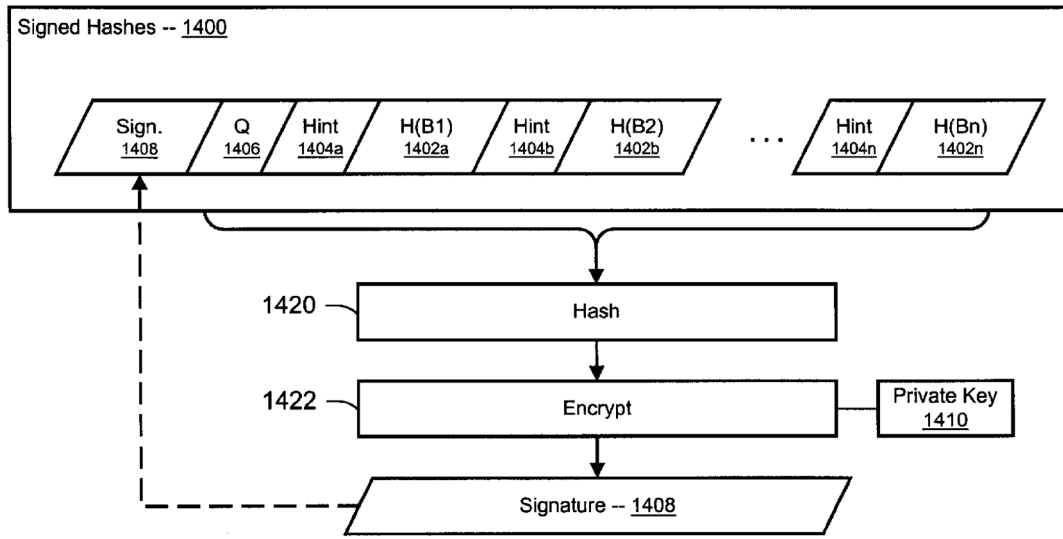 Signed Hashes -- 1400
Sign. Q Hint H(B1) Hint H(B2) . . . Hint H(Bn)
1408 1406 1404a 1402a 1404b 1402b 1404n 1402n
1420 Hash
1422 Encrypt Private Key
1410
Signature -- 1408